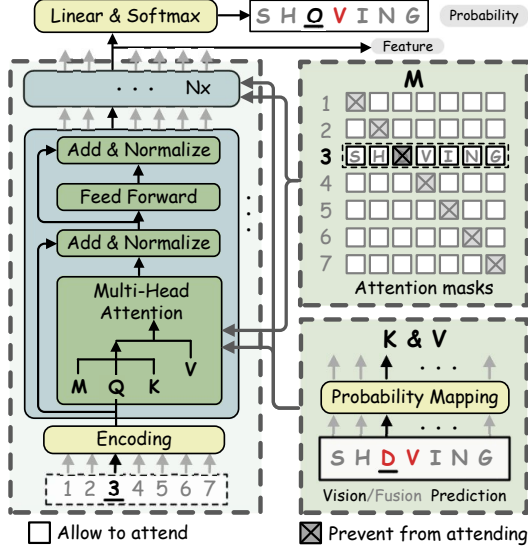 Linear & Softmax
S H O V I N G
Probability
Feature
· · · Nx
Add & Normalize
Feed Forward
Add & Normalize
Multi-Head
Attention
M Q K V
Encoding
1 2 3 4 5 6 7
M
1
2
3 S H V I N G
4
5
6
7
Attention masks
K & V
Probability Mapping
S H D V I N G
Vision/Fusion Prediction
Allow to attend
Prevent from attending